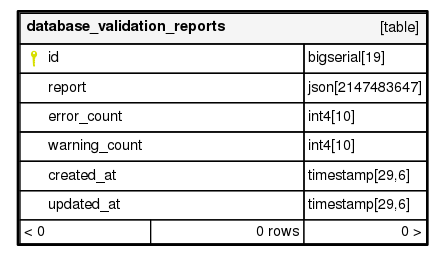 database_validation_reports [table]
id bigserial[19]
report json[2147483647]
error_count int4[10]
warning_count int4[10]
created_at timestamp[29,6]
updated_at timestamp[29,6]
< 0 0 rows 0 >